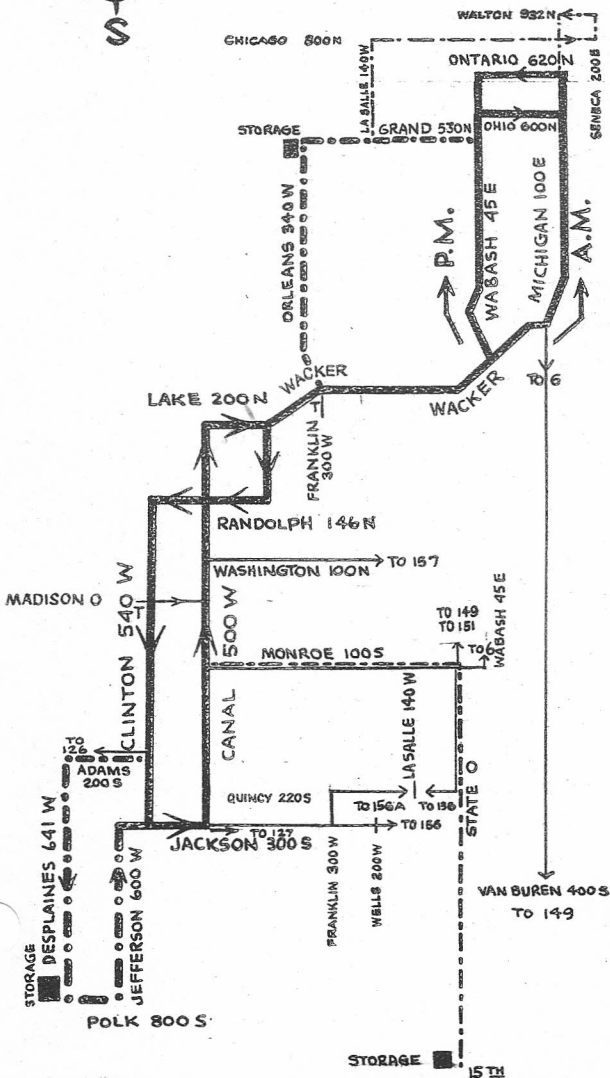 S
WALTON 932N
CHICAGO 800N
ONTARIO 620N
LA SALLE 140W
SENECA 200E
STORAGE
GRAND 530N
OHIO 600N
ORLEANS 340W
P.M.
WABASH 45E
MICHIGAN 100E
A.M.
WACKER
LAKE 200N
WACKER
TO 6
T
FRANKLIN
300W
RANDOLPH 146N
WASHINGTON 100N
TO 157
MADISON 0
T
CLINTON 540 W
500 W
CANAL
TO 149
TO 151
WABASH 45E
MONROE 100S
TO 6
LASALLE 140W
STATE 0
TO
126
ADAMS
200S
QUINCY 220S
TO 156A
TO 136
JACKSON 300S
TO 127
TO 156
FRANKLIN 300W
WELLS 200W
DESPLAINES 641 W
JEFFERSON 600 W
VAN BUREN 400S
TO 149
STORAGE
POLK 800 S
STORAGE
15TH